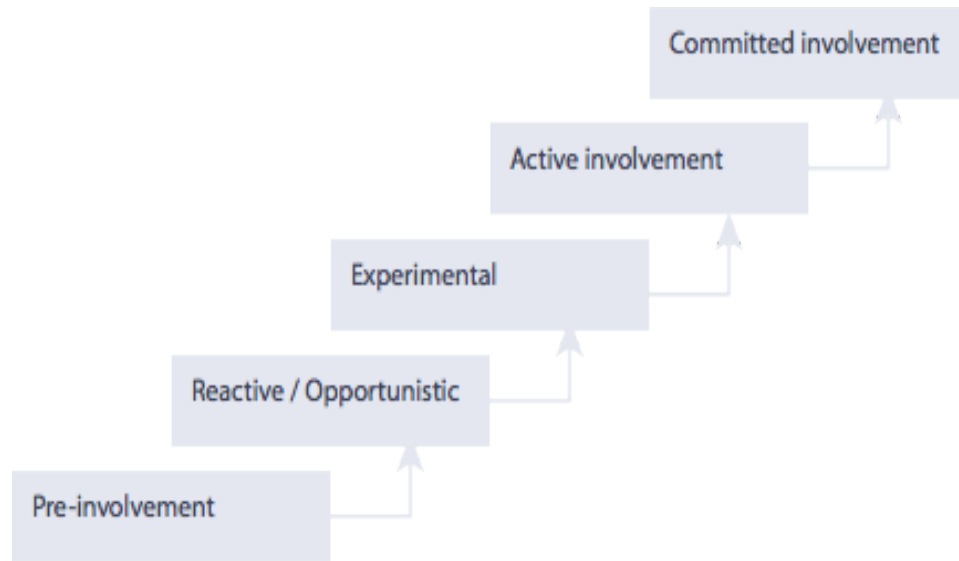 Committed involvement
Active involvement
Experimental
Reactive / Opportunistic
Pre-involvement